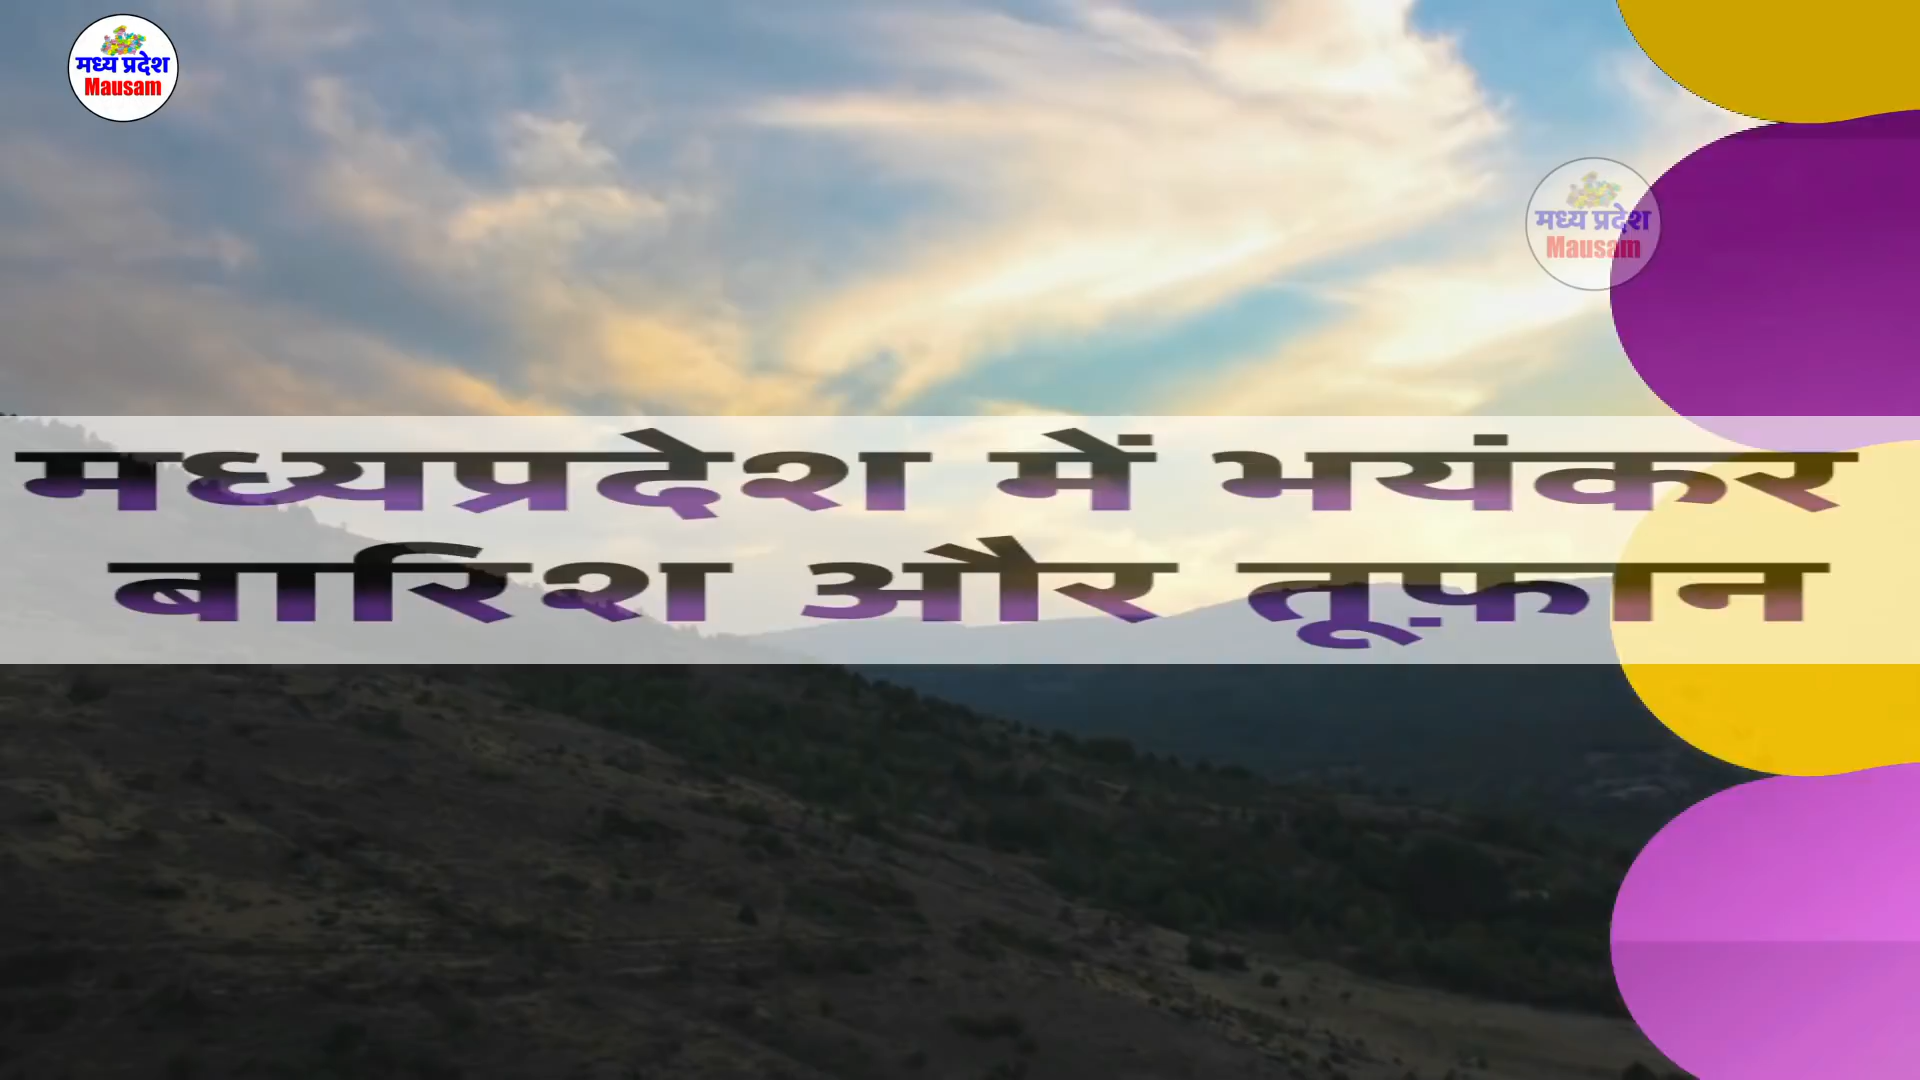 मध्य प्रदेश
Mausam
मध्य प्रदेश
Mausam
मध्यप्रदेश में भयंकर
बारिश और तूफ़ान